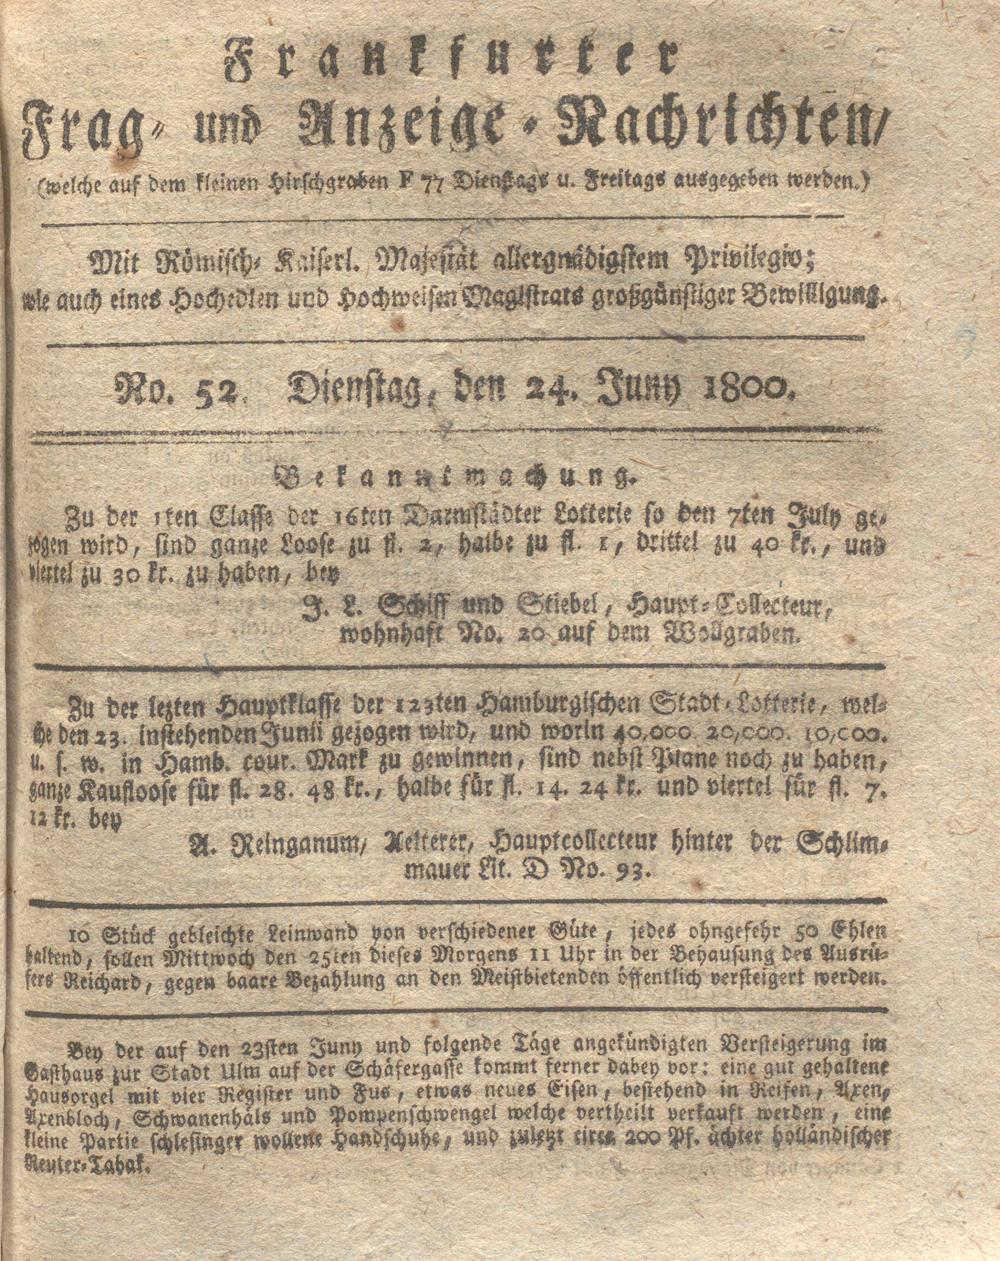 Frankfurter
Frag- und Anzeige-Nachrichten/
(welche auf dem kleinen Hirschgraben F 77 Dienstags u. Freitags ausgegeben werden.)
Mit Römisch-Kaiserl. Majestät allergnädigstem Privilegio;
wie auch eines Hochedlen und Hochweisen Magistrats großgünstiger Bewilligung.
No. 52. Dienstag, den 24. Juny 1800.
Bekanntmachung.
Zu der 1ten Classe der 16ten Darmstädter Lotterie so den 7ten July ge-
zogen wird, sind ganze Loose zu fl. 2, halbe zu fl. 1, drittel zu 40 kr., und
viertel zu 30 kr. zu haben, bey
J. L. Schiff und Stiebel, Haupt-Collecteur,
wohnhaft No. 20 auf dem Wollgraben.
Zu der lezten Hauptklasse der 123ten Hamburgischen Stadt-Lotterie, wel-
che den 23. instehenden Junii gezogen wird, und worin 40,000. 20,000. 10,000.
u. s. w. in Hamb. cour. Mark zu gewinnen, sind nebst Plane noch zu haben,
ganze Kaufloose für fl. 28. 48 kr., halbe für fl. 14. 24 kr. und viertel für fl. 7.
12 kr. bey
A. Reinganum, Aelterer, Hauptcollecteur hinter der Schlim-
mauer Lit. D No. 93.
10 Stück gebleichte Leinwand von verschiedener Güte, jedes ohngefehr 50 Ehlen
haltend, sollen Mittwoch den 25ten dieses Morgens 11 Uhr in der Behausung des Ausrü-
fers Reichard, gegen baare Bezahlung an den Meistbietenden öffentlich versteigert werden.
Bey der auf den 23sten Juny und folgende Täge angekündigten Versteigerung im
Gasthaus zur Stadt Ulm auf der Schäfergasse kommt ferner dabey vor: eine gut gehaltene
Hausorgel mit vier Register und Fus, etwas neues Eisen, bestehend in Reifen, Axen,
Axenbloch, Schwanenhäls und Pompenschwengel welche vertheilt verkauft werden, eine
kleine Partie schlesinger wollene Handschuhe, und zuletzt circa 200 Pf. ächter holländischer
Reuter-Tabak.